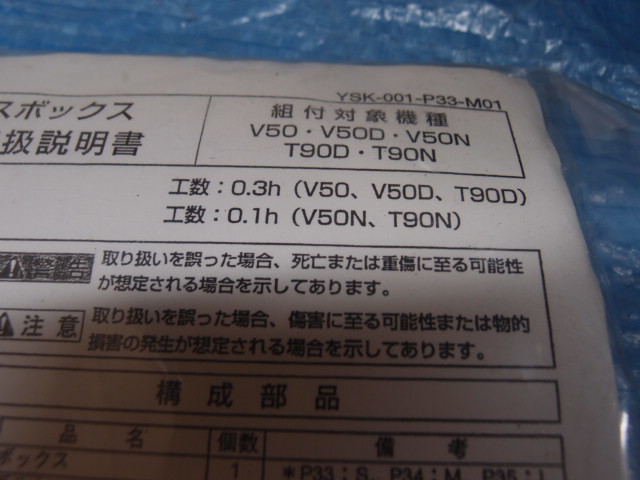 YSK-001-P33-M01
スボックス
扱説明書
組付対象機種
V50・V50D・V50N
T90D・T90N
工数：0.3h（V50、V50D、T90D）
工数：0.1h（V50N、T90N）
警告
取り扱いを誤った場合、死亡または重傷に至る可能性
が想定される場合を示してあります。
注意
取り扱いを誤った場合、傷害に至る可能性または物的
損害の発生が想定される場合を示してあります。
構成部品
品名 個数 備考
ボックス 1 *P33：S、P34：M、P35：L